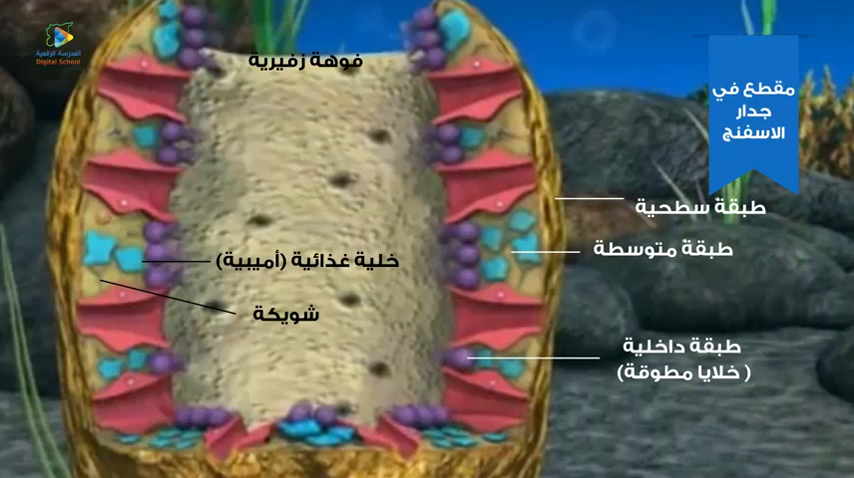 المدرسة الرقمية
Digital School
فوهة زفيرية
مقطع في
جدار
الاسفنج
طبقة سطحية
طبقة متوسطة
خلية غذائية (أميبية)
شويكة
طبقة داخلية
( خلايا مطوقة)